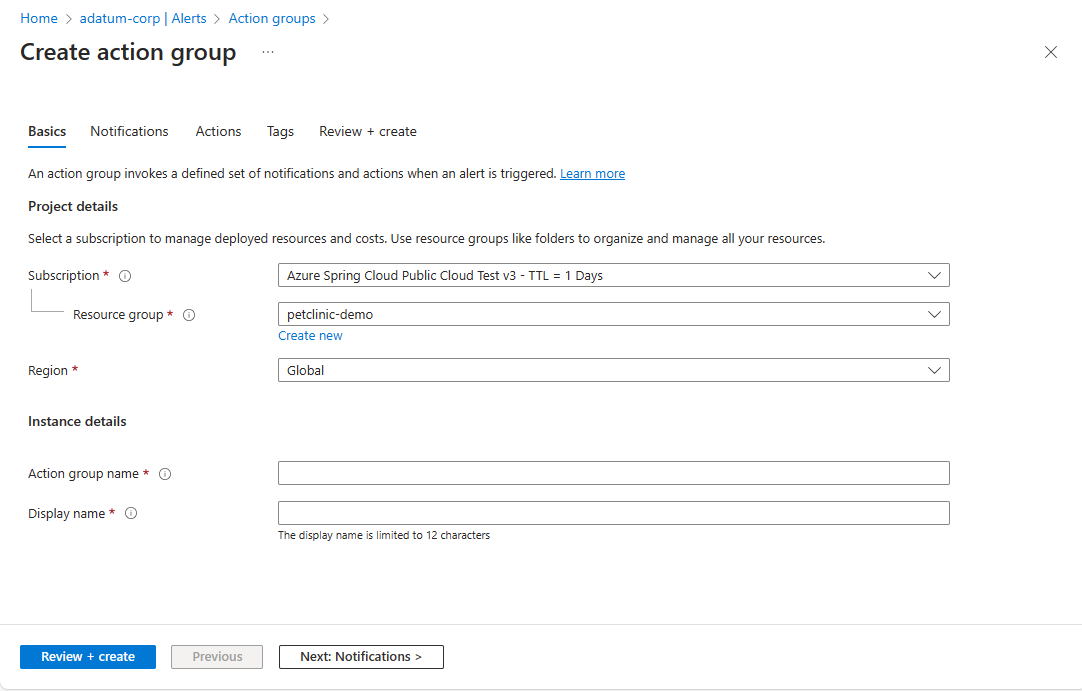 Home > adatum-corp | Alerts > Action groups >
Create action group ...
Basics Notifications Actions Tags Review + create
An action group invokes a defined set of notifications and actions when an alert is triggered. Learn more
Project details
Select a subscription to manage deployed resources and costs. Use resource groups like folders to organize and manage all your resources.
Subscription * Azure Spring Cloud Public Cloud Test v3 - TTL = 1 Days
Resource group * petclinic-demo
Create new
Region * Global
Instance details
Action group name *
Display name *
The display name is limited to 12 characters
Review + create Previous Next: Notifications >